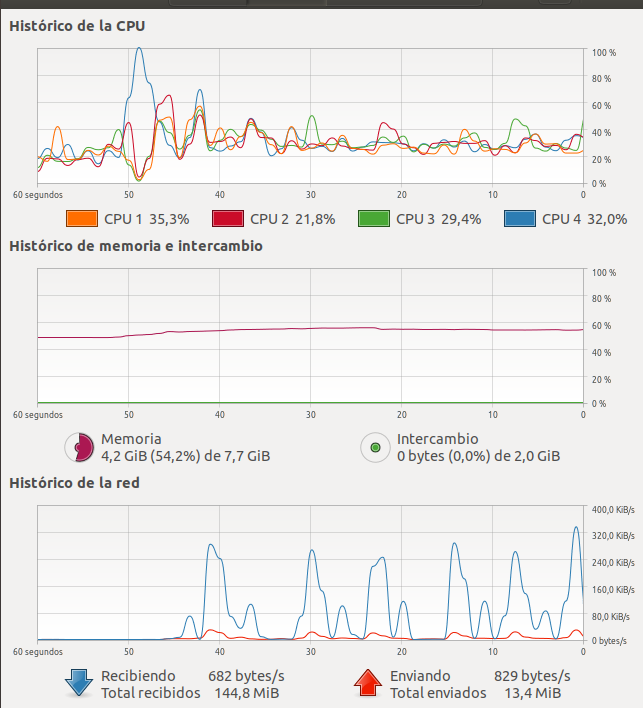 Histórico de la CPU
100 %
80 %
60 %
40 %
20 %
0 %
60 segundos 50 40 30 20 10 0
CPU 1 35,3% CPU 2 21,8% CPU 3 29,4% CPU 4 32,0%
Histórico de memoria e intercambio
100 %
80 %
60 %
40 %
20 %
0 %
60 segundos 50 40 30 20 10 0
Memoria Intercambio
4,2 GiB (54,2%) de 7,7 GiB 0 bytes (0,0%) de 2,0 GiB
Histórico de la red
400,0 KiB/s
320,0 KiB/s
240,0 KiB/s
160,0 KiB/s
80,0 KiB/s
0 bytes/s
60 segundos 50 40 30 20 10 0
Recibiendo 682 bytes/s Enviando 829 bytes/s
Total recibidos 144,8 MiB Total enviados 13,4 MiB